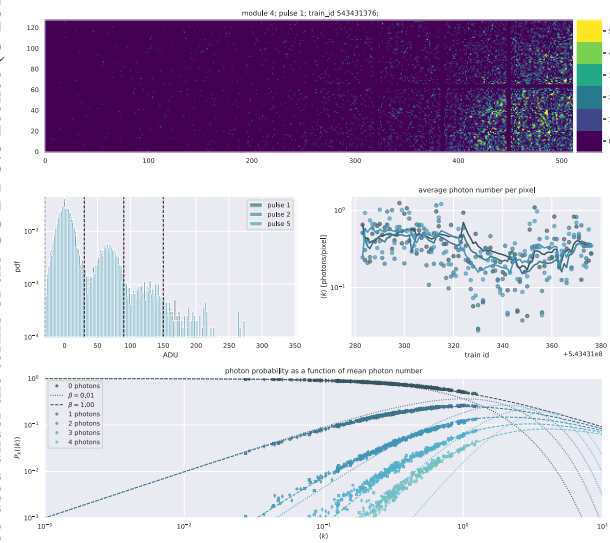 module 4; pulse 1; train_id 543431376;
120
100
80
60
40
20
0
0 100 200 300 400 500
pulse 1
pulse 2
pulse 5
10⁻²
10⁻³
10⁻⁴
pdf
0 50 100 150 200 250 300 350
ADU
average photon number per pixel
10⁰
10⁻¹
⟨k⟩ [photons/pixel]
280 300 320 340 360 380
train id
+5.43431e8
photon probability as a function of mean photon number
0 photons
β = 0,01
β = 1,00
1 photons
2 photons
3 photons
4 photons
10⁰
10⁻¹
10⁻²
10⁻³
Pₖ(⟨k⟩)
10⁻³ 10⁻² 10⁻¹ 10⁰ 10¹
⟨k⟩